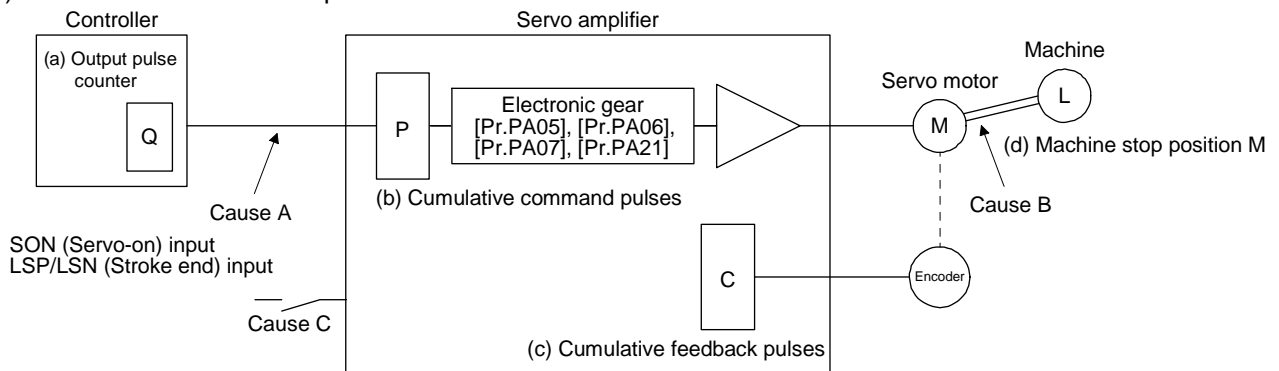 )
Controller
Servo amplifier
(a) Output pulse
counter
Q
Cause A
SON (Servo-on) input
LSP/LSN (Stroke end) input
Cause C
P
Electronic gear
[Pr.PA05], [Pr.PA06],
[Pr.PA07], [Pr.PA21]
(b) Cumulative command pulses
C
(c) Cumulative feedback pulses
Servo motor
M
Machine
L
(d) Machine stop position M
Cause B
Encoder